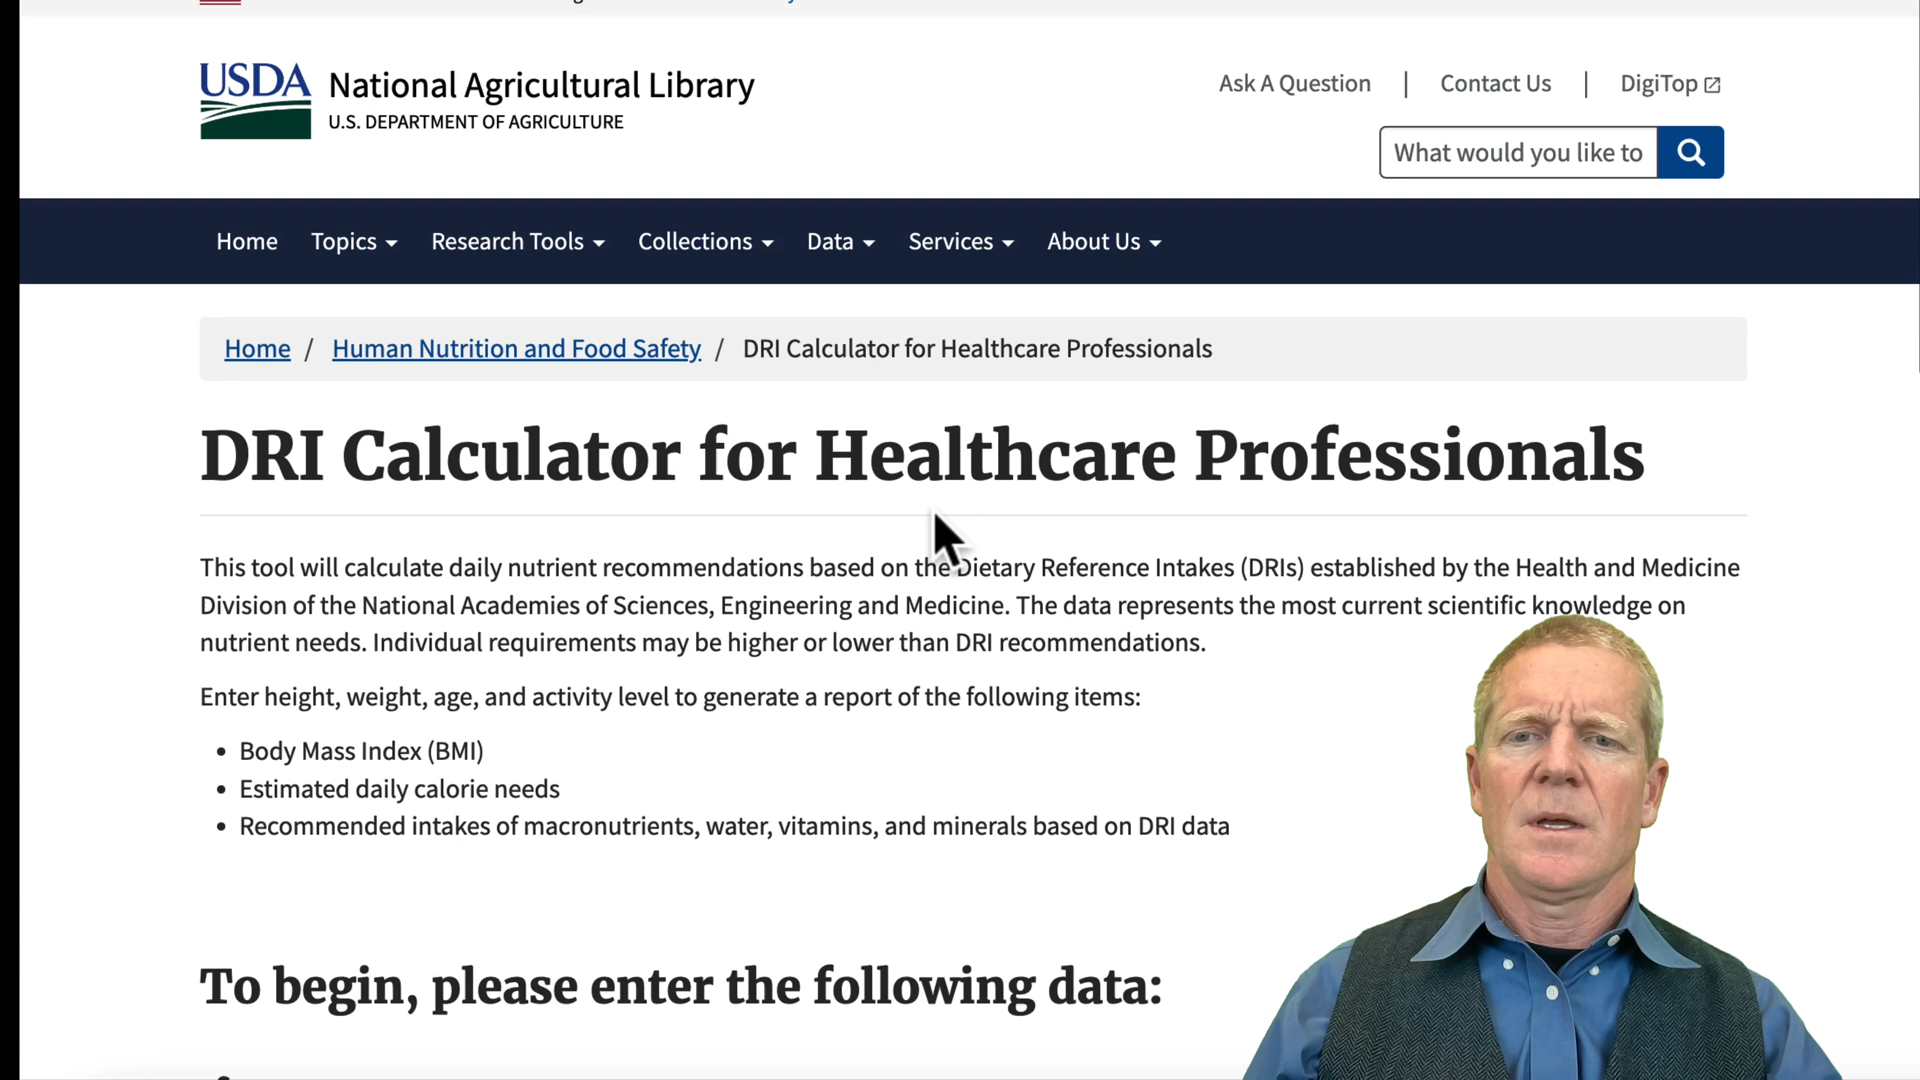 USDA
National Agricultural Library
U.S. DEPARTMENT OF AGRICULTURE
Ask A Question | Contact Us | DigiTop
What would you like to
Home Topics Research Tools Collections Data Services About Us
Home / Human Nutrition and Food Safety / DRI Calculator for Healthcare Professionals
DRI Calculator for Healthcare Professionals
This tool will calculate daily nutrient recommendations based on the Dietary Reference Intakes (DRIs) established by the Health and Medicine
Division of the National Academies of Sciences, Engineering and Medicine. The data represents the most current scientific knowledge on
nutrient needs. Individual requirements may be higher or lower than DRI recommendations.
Enter height, weight, age, and activity level to generate a report of the following items:
• Body Mass Index (BMI)
• Estimated daily calorie needs
• Recommended intakes of macronutrients, water, vitamins, and minerals based on DRI data
To begin, please enter the following data: